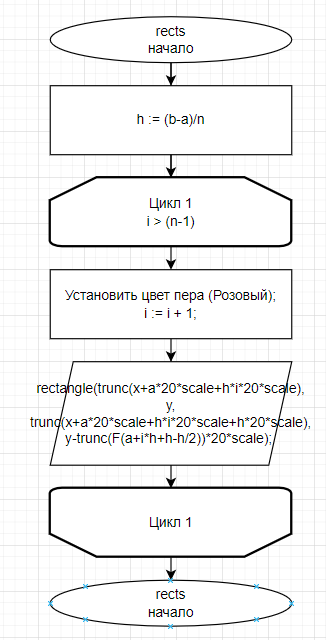 rects
начало
h := (b-a)/n
Цикл 1
i > (n-1)
Установить цвет пера (Розовый);
i := i + 1;
rectangle(trunc(x+a*20*scale+h*i*20*scale),
y,
trunc(x+a*20*scale+h*i*20*scale+h*20*scale),
y-trunc(F(a+i*h+h-h/2))*20*scale);
Цикл 1
rects
начало